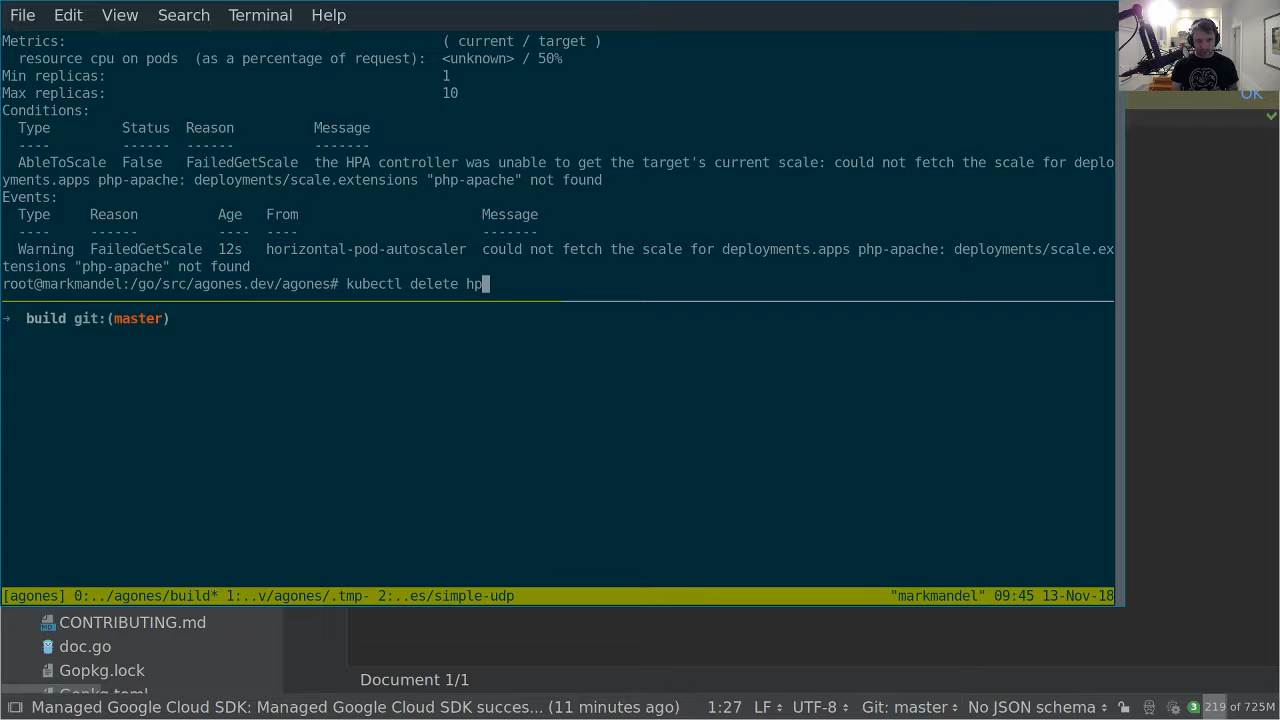 File Edit View Search Terminal Help
Metrics: ( current / target )
resource cpu on pods (as a percentage of request): <unknown> / 50%
Min replicas: 1
Max replicas: 10
Conditions:
Type Status Reason Message
---- ------ ------ -------
AbleToScale False FailedGetScale the HPA controller was unable to get the target's current scale: could not fetch the scale for deplo
yments.apps php-apache: deployments/scale.extensions "php-apache" not found
Events:
Type Reason Age From Message
---- ------ ---- ---- -------
Warning FailedGetScale 12s horizontal-pod-autoscaler could not fetch the scale for deployments.apps php-apache: deployments/scale.ex
tensions "php-apache" not found
root@markmandel:/go/src/agones.dev/agones# kubectl delete hp
→ build git:(master)
[agones] 0:../agones/build* 1:..v/agones/.tmp- 2:..es/simple-udp "markmandel" 09:45 13-Nov-18
OK
CONTRIBUTING.md
doc.go
Gopkg.lock
Gopkg.toml
Document 1/1
Managed Google Cloud SDK: Managed Google Cloud SDK succes... (11 minutes ago) 1:27 LF UTF-8 Git: master No JSON schema 3 219 of 725M